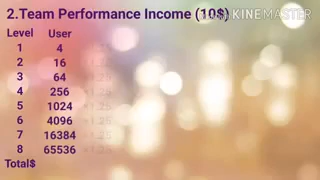 2.Team Performance Income (10$)
KINEMASTER
Level User
1 4
2 16
3 64
4 256
5 1024
6 4096
7 16384
8 65536
Total$